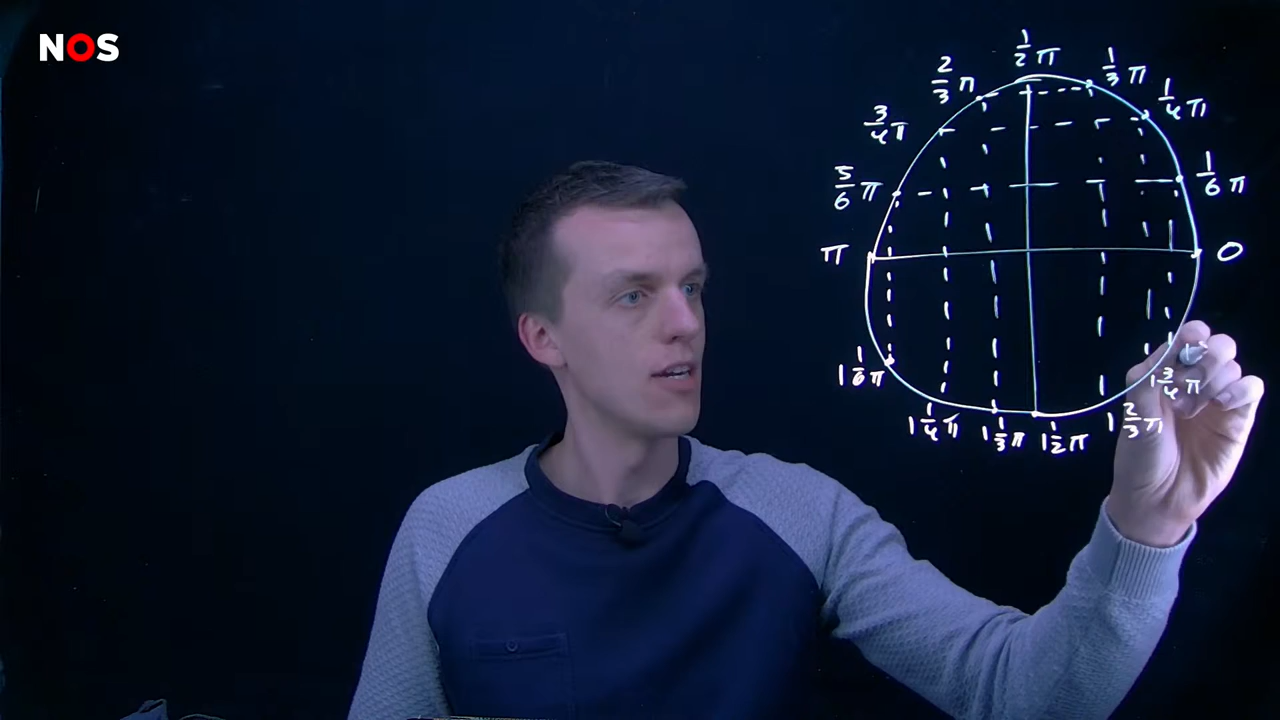 NOS
1/2 π
1/3 π
2/3 π
1/4 π
3/4 π
1/6 π
5/6 π
π
0
1 1/6 π
1 3/4 π
1 1/4 π
1 1/3 π
1 1/2 π
1 2/3 π